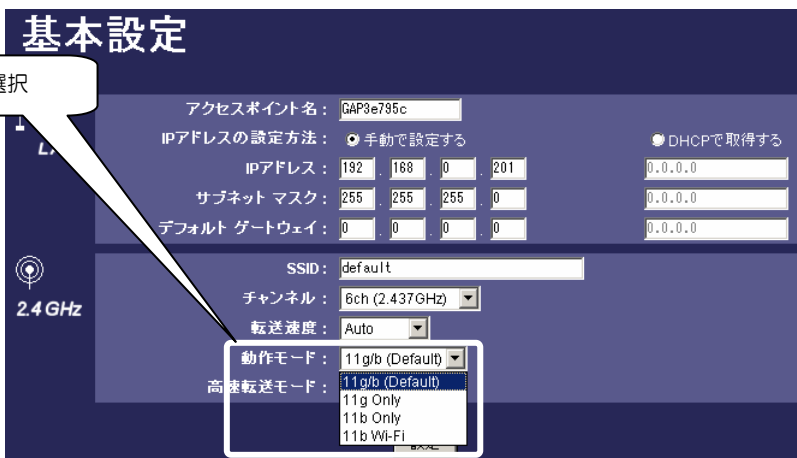 基本設定
選択
アクセスポイント名: GAP3e795c
IPアドレスの設定方法: 手動で設定する DHCPで取得する
IPアドレス: 192 . 168 . 0 . 201 0.0.0.0
サブネット マスク: 255 . 255 . 255 . 0 0.0.0.0
デフォルト ゲートウェイ: 0 . 0 . 0 . 0 0.0.0.0
SSID: default
2.4 GHz
チャンネル: 6ch (2.437GHz)
転送速度: Auto
動作モード: 11g/b (Default)
高速転送モード:
11g/b (Default)
11g Only
11b Only
11b Wi-Fi